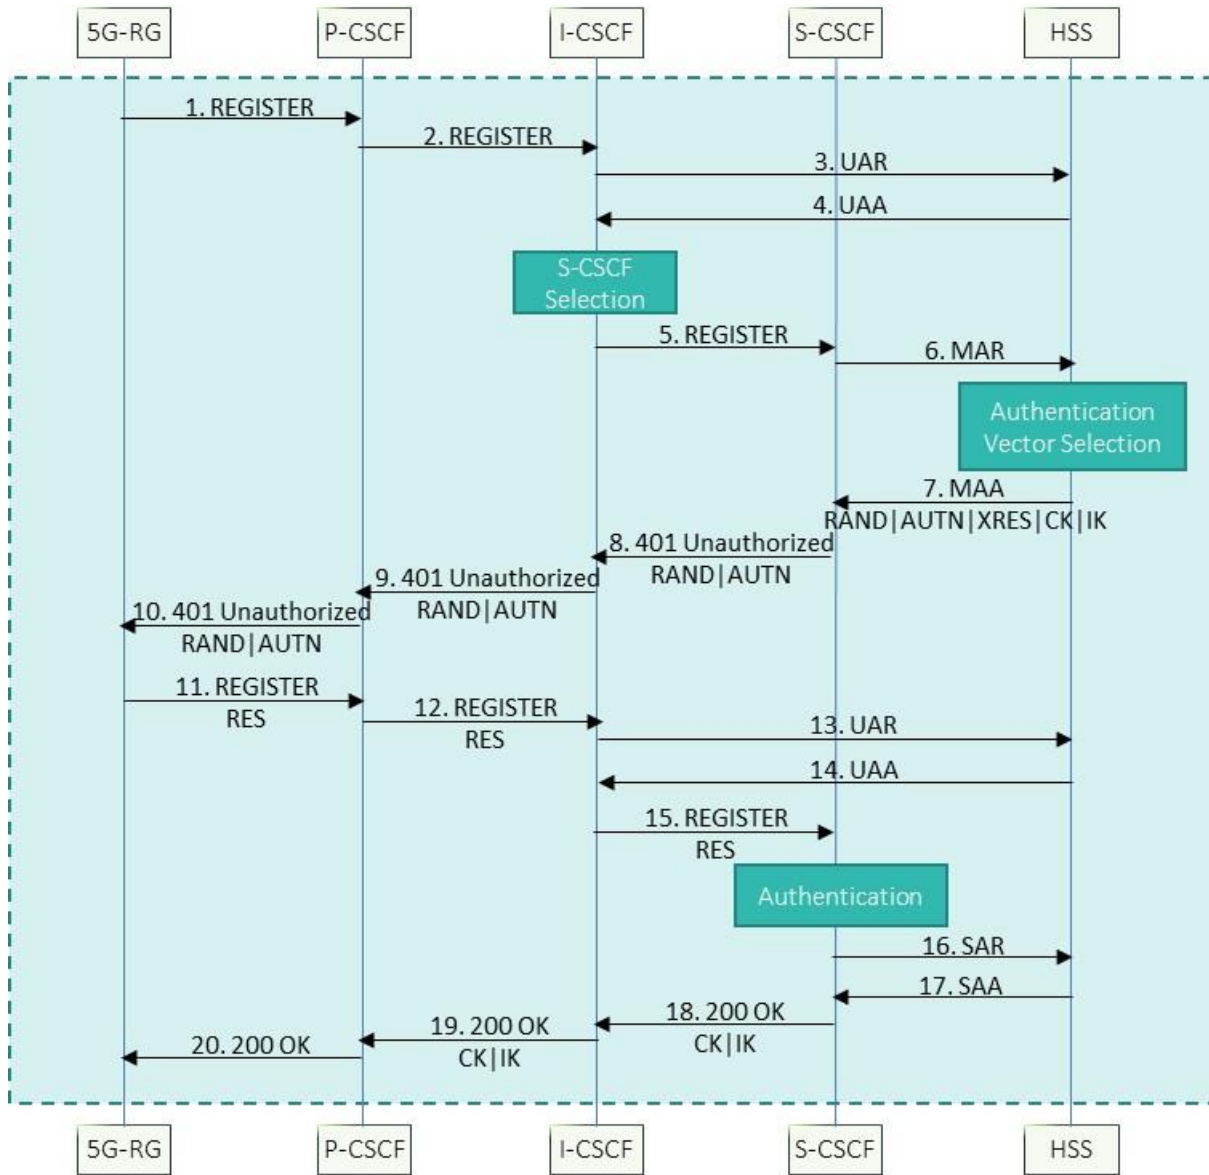 5G-RG
P-CSCF
I-CSCF
S-CSCF
HSS
1. REGISTER
2. REGISTER
3. UAR
4. UAA
S-CSCF
Selection
5. REGISTER
6. MAR
Authentication
Vector Selection
7. MAA
RAND|AUTN|XRES|CK|IK
8. 401 Unauthorized
RAND|AUTN
9. 401 Unauthorized
RAND|AUTN
10. 401 Unauthorized
RAND|AUTN
11. REGISTER
RES
12. REGISTER
RES
13. UAR
14. UAA
15. REGISTER
RES
Authentication
16. SAR
17. SAA
18. 200 OK
CK|IK
19. 200 OK
CK|IK
20. 200 OK
5G-RG
P-CSCF
I-CSCF
S-CSCF
HSS